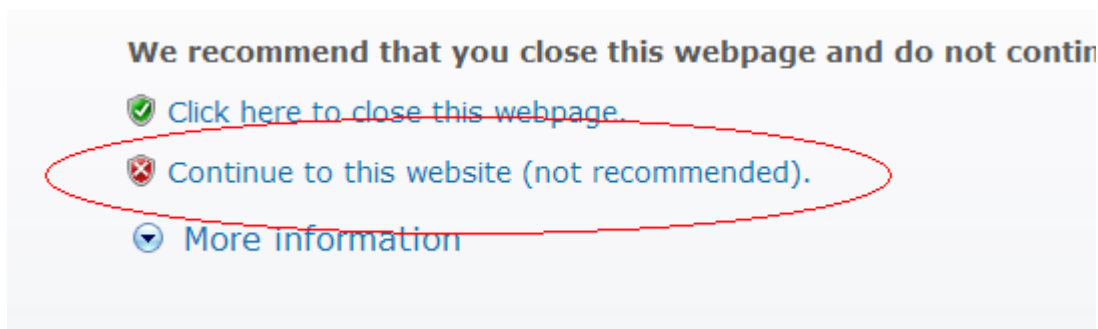 We recommend that you close this webpage and do not contin
Click here to close this webpage.
Continue to this website (not recommended).
More information